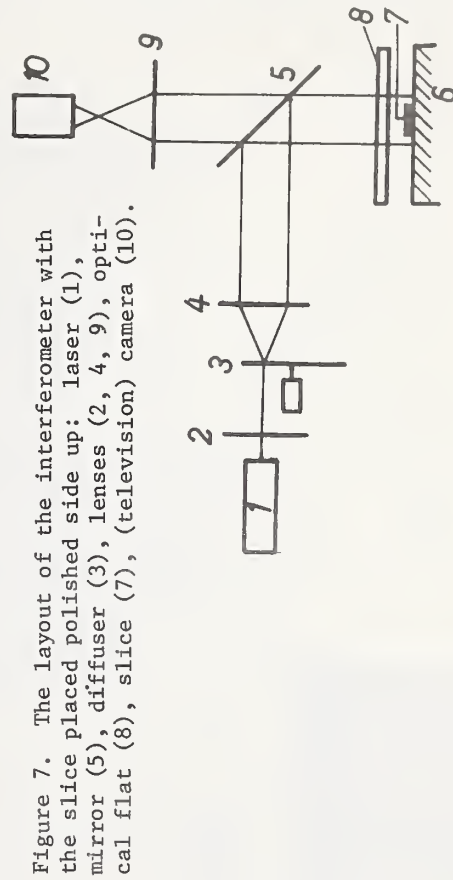 Figure 7. The layout of the interferometer with
the slice placed polished side up: laser (1),
mirror (5), diffuser (3), lenses (2, 4, 9), opti-
cal flat (8), slice (7), (television) camera (10).
10
9
5
8
7
6
4
3
2
1